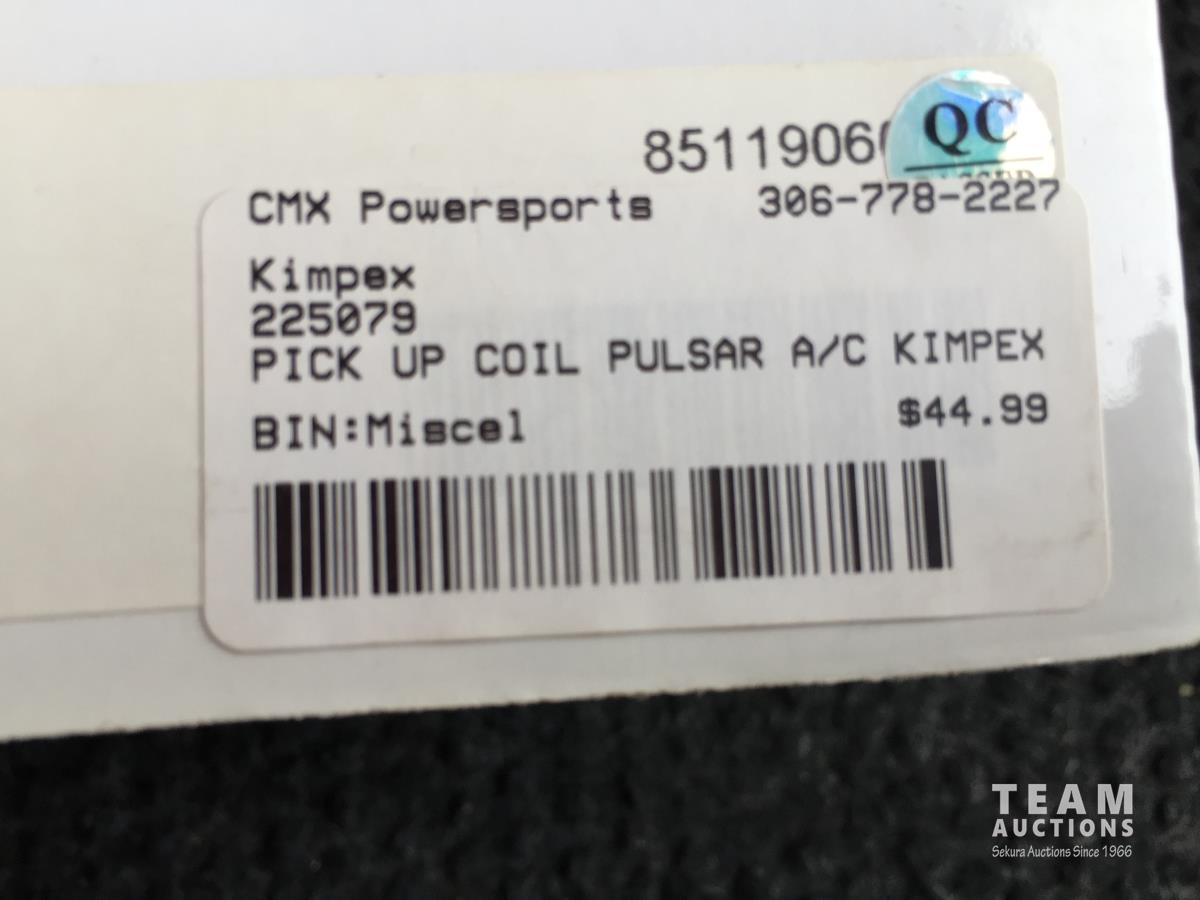 QC
CMX Powersports 306-778-2227
Kimpex
225079
PICK UP COIL PULSAR A/C KIMPEX
BIN:Miscel $44.99
TEAM
AUCTIONS
Sekura Auctions Since 1966